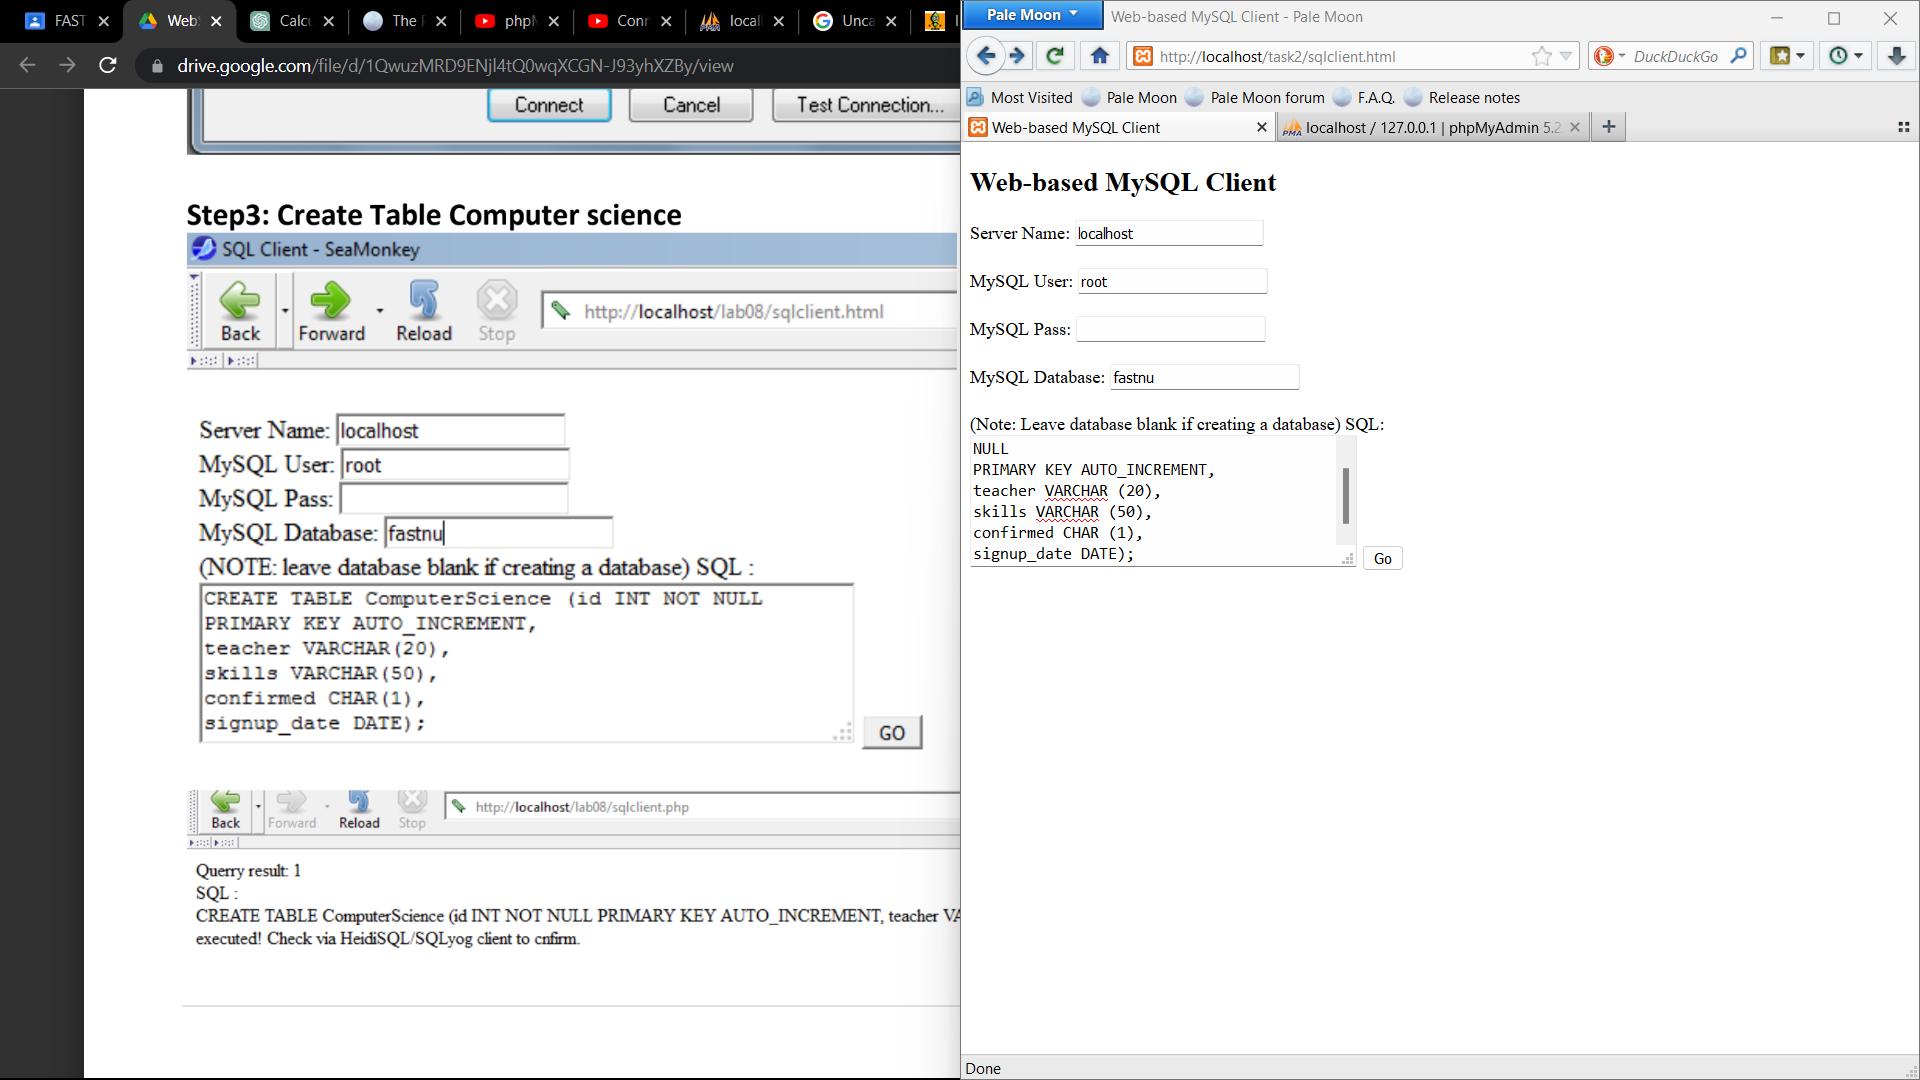 FAST
Web
Calcu
The F
phpM
Conn
locall
Unca
drive.google.com/file/d/1QwuzMRD9ENjl4tQ0wqXCGN-J93yhXZBy/view
Connect Cancel Test Connection...
Step3: Create Table Computer science
SQL Client - SeaMonkey
Back Forward Reload Stop
http://localhost/lab08/sqlclient.html
Server Name: localhost
MySQL User: root
MySQL Pass:
MySQL Database: fastnu
(NOTE: leave database blank if creating a database) SQL :
CREATE TABLE ComputerScience (id INT NOT NULL
PRIMARY KEY AUTO_INCREMENT,
teacher VARCHAR(20),
skills VARCHAR(50),
confirmed CHAR(1),
signup_date DATE);
GO
Back Forward Reload Stop
http://localhost/lab08/sqlclient.php
Querry result: 1
SQL :
CREATE TABLE ComputerScience (id INT NOT NULL PRIMARY KEY AUTO_INCREMENT, teacher VA
executed! Check via HeidiSQL/SQLyog client to cnfirm.
Pale Moon
Web-based MySQL Client - Pale Moon
http://localhost/task2/sqlclient.html
DuckDuckGo
Most Visited Pale Moon Pale Moon forum F.A.Q. Release notes
Web-based MySQL Client
PMA localhost / 127.0.0.1 | phpMyAdmin 5.2
Web-based MySQL Client
Server Name: localhost
MySQL User: root
MySQL Pass:
MySQL Database: fastnu
(Note: Leave database blank if creating a database) SQL:
NULL
PRIMARY KEY AUTO_INCREMENT,
teacher VARCHAR (20),
skills VARCHAR (50),
confirmed CHAR (1),
signup_date DATE);
Go
Done